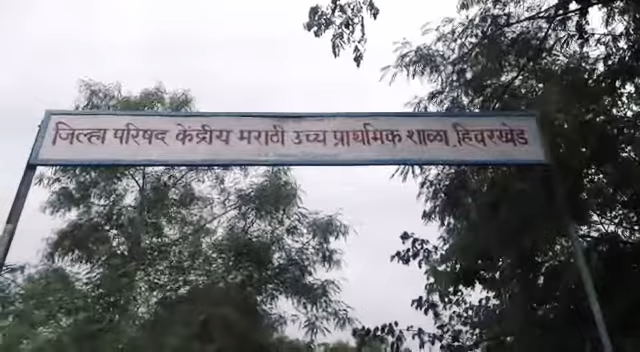 जिल्हा परिषद केंद्रीय मराठी उच्च प्राथमिक शाळा हिवरखेड